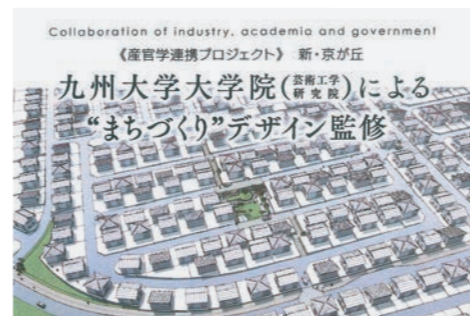 Collaboration of industry, academia and government
《産官学連携プロジェクト》 新・京が丘
九州大学大学院(芸術工学研究院)による
“まちづくり”デザイン監修